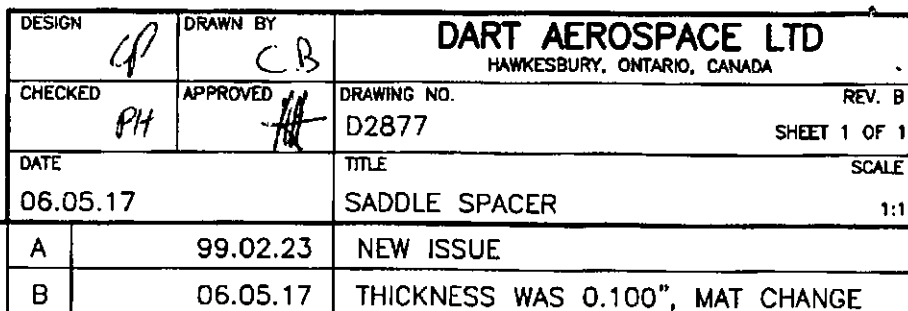 DESIGN
CP
DRAWN BY
C.B
DART AEROSPACE LTD
HAWKESBURY, ONTARIO, CANADA
CHECKED
PH
APPROVED
DRAWING NO.
D2877
REV. B
SHEET 1 OF 1
DATE
06.05.17
TITLE
SADDLE SPACER
SCALE
1:1
A 99.02.23 NEW ISSUE
B 06.05.17 THICKNESS WAS 0.100", MAT CHANGE